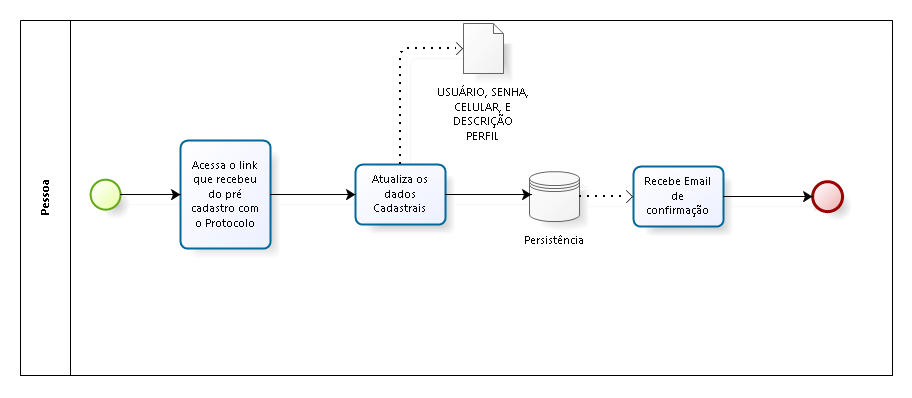 Pessoa
USUÁRIO, SENHA,
CELULAR, E
DESCRIÇÃO
PERFIL
Acessa o link
que recebeu
do pré
cadastro com
o Protocolo
Atualiza os
dados
Cadastrais
Persistência
Recebe Email
de
confirmação